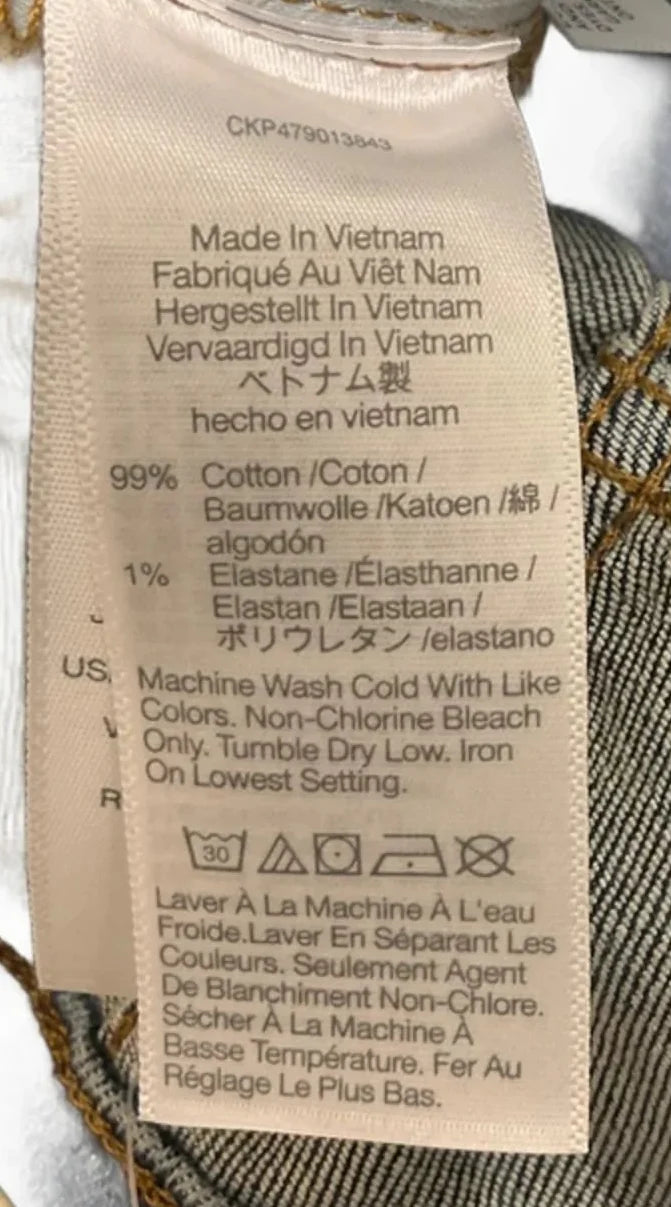 CKP479013843
Made In Vietnam
Fabriqué Au Viêt Nam
Hergestellt In Vietnam
Vervaardigd In Vietnam
ベトナム製
hecho en vietnam
99% Cotton /Coton /
Baumwolle /Katoen /綿 /
algodón
1% Elastane /Élasthanne /
Elastan /Elastaan /
ポリウレタン /elastano
US
Machine Wash Cold With Like
Colors. Non-Chlorine Bleach
Only. Tumble Dry Low. Iron
On Lowest Setting.
R
30
Laver À La Machine À L'eau
Froide.Laver En Séparant Les
Couleurs. Seulement Agent
De Blanchiment Non-Chlore.
Sécher À La Machine À
Basse Température. Fer Au
Réglage Le Plus Bas.